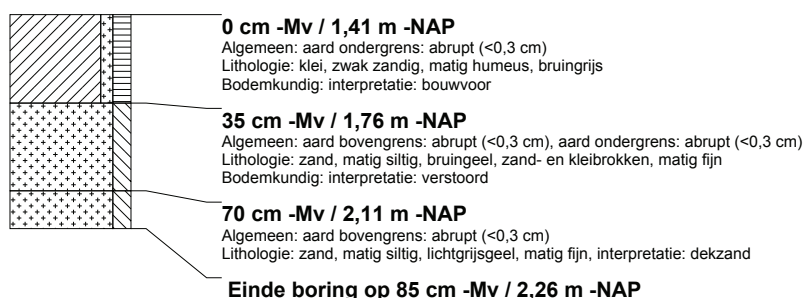 0 cm -Mv / 1,41 m -NAP
Algemeen: aard ondergrens: abrupt (<0,3 cm)
Lithologie: klei, zwak zandig, matig humeus, bruingrijs
Bodemkundig: interpretatie: bouwvoor
35 cm -Mv / 1,76 m -NAP
Algemeen: aard bovengrens: abrupt (<0,3 cm), aard ondergrens: abrupt (<0,3 cm)
Lithologie: zand, matig siltig, bruingeel, zand- en kleibrokken, matig fijn
Bodemkundig: interpretatie: verstoord
70 cm -Mv / 2,11 m -NAP
Algemeen: aard bovengrens: abrupt (<0,3 cm)
Lithologie: zand, matig siltig, lichtgrijsgeel, matig fijn, interpretatie: dekzand
Einde boring op 85 cm -Mv / 2,26 m -NAP